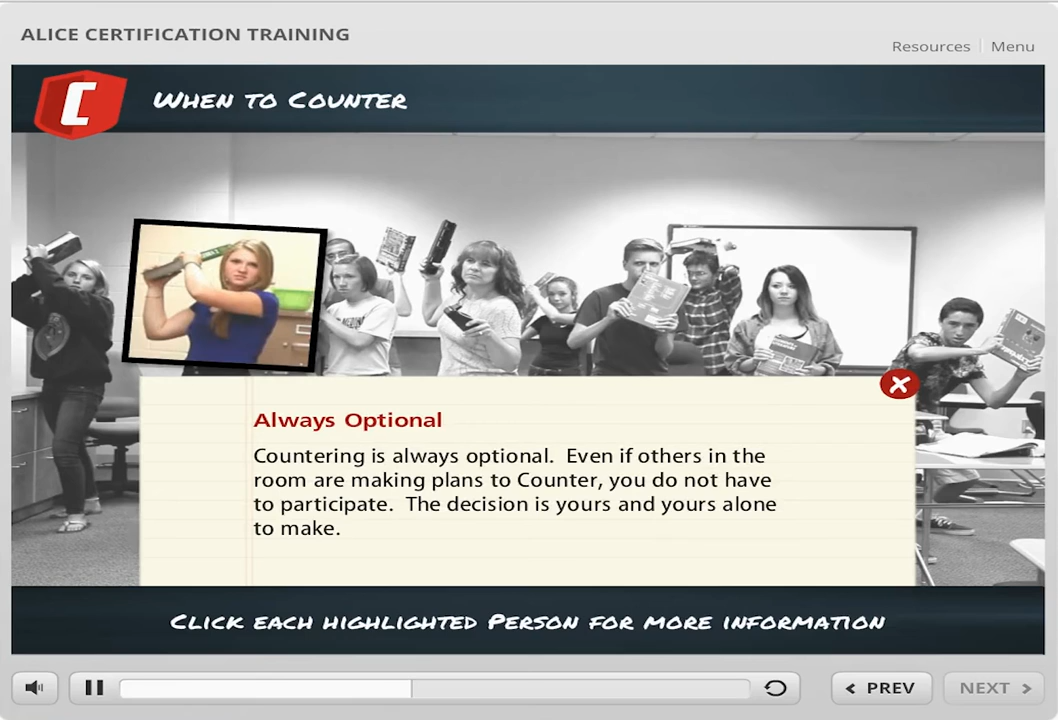 ALICE CERTIFICATION TRAINING
Resources
Menu
C
WHEN TO COUNTER
Always Optional
Countering is always optional.  Even if others in the
room are making plans to Counter, you do not have
to participate.  The decision is yours and yours alone
to make.
CLICK EACH HIGHLIGHTED PERSON FOR MORE INFORMATION
PREV
NEXT